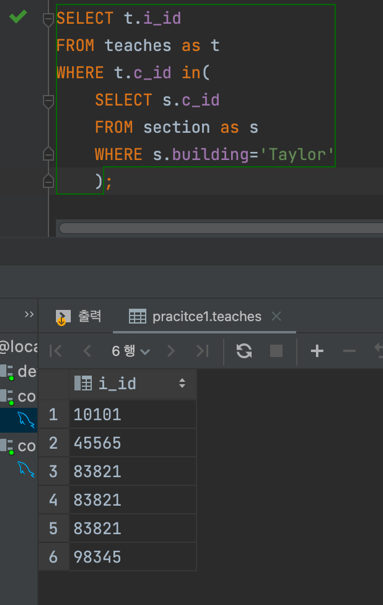 SELECT t.i_id
FROM teaches as t
WHERE t.c_id in(
SELECT s.c_id
FROM section as s
WHERE s.building='Taylor'
);
출력 pracitce1.teaches
@loca
6 행
de
i_id
co
1 10101
2 45565
co
3 83821
4 83821
5 83821
6 98345